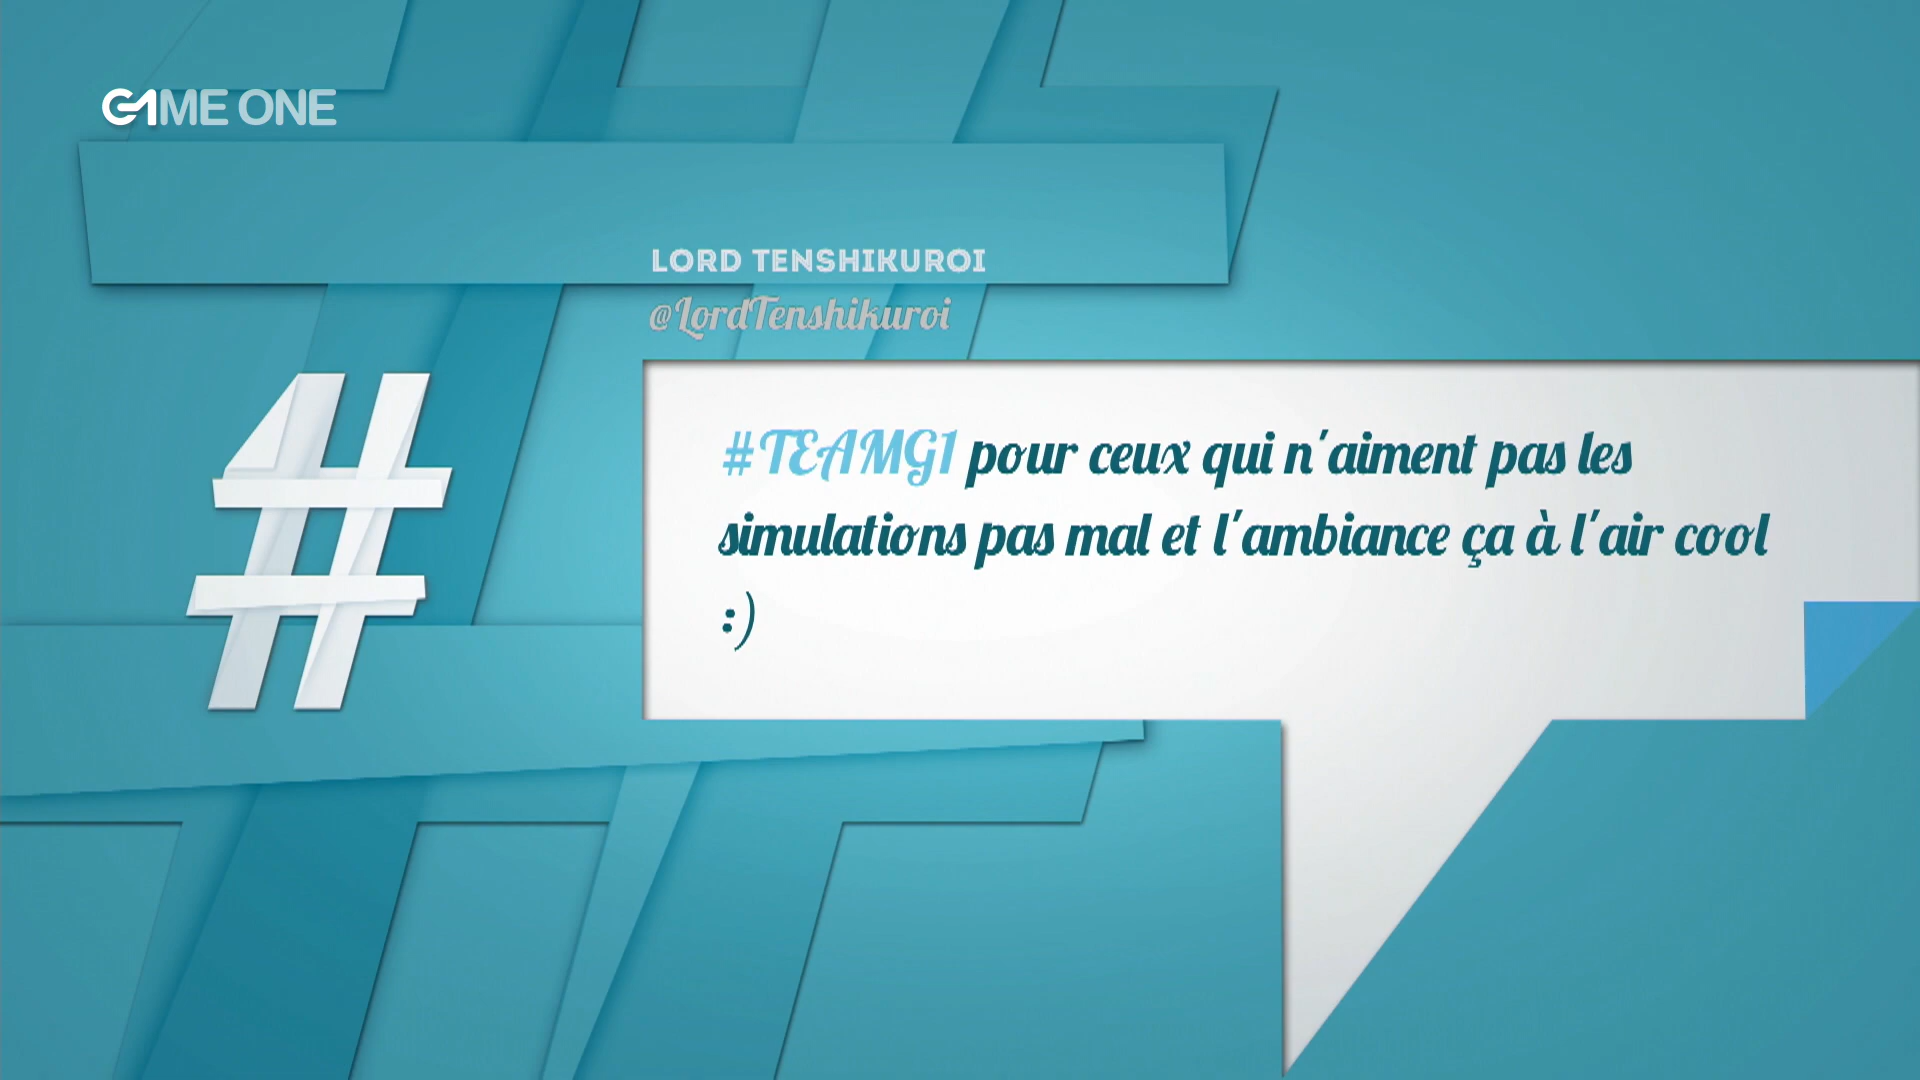 GAME ONE
LORD TENSHIKUROI
@LordTenshikuroi
#TEAMG1 pour ceux qui n'aiment pas les
simulations pas mal et l'ambiance ça à l'air cool
:)